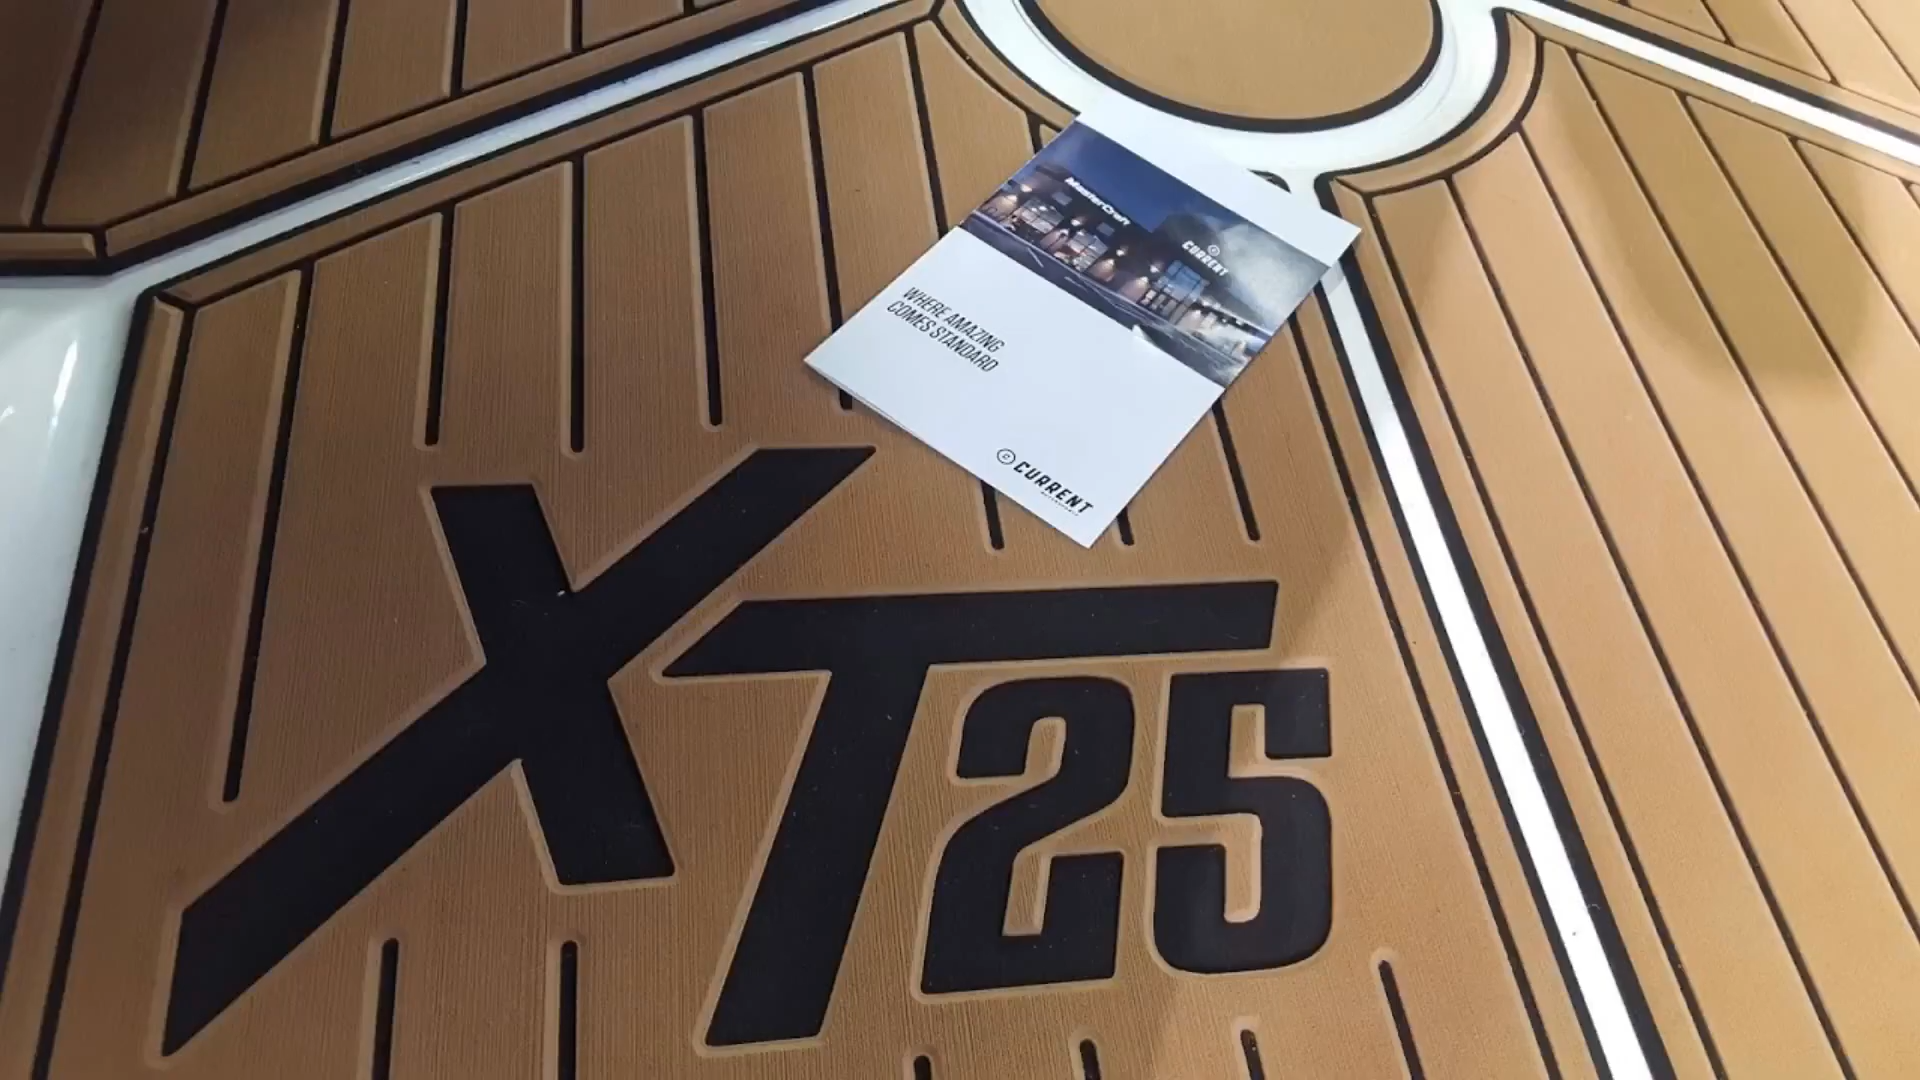 MasterCraft
CURRENT
WHERE AMAZING
COMES STANDARD
CURRENT
XT25